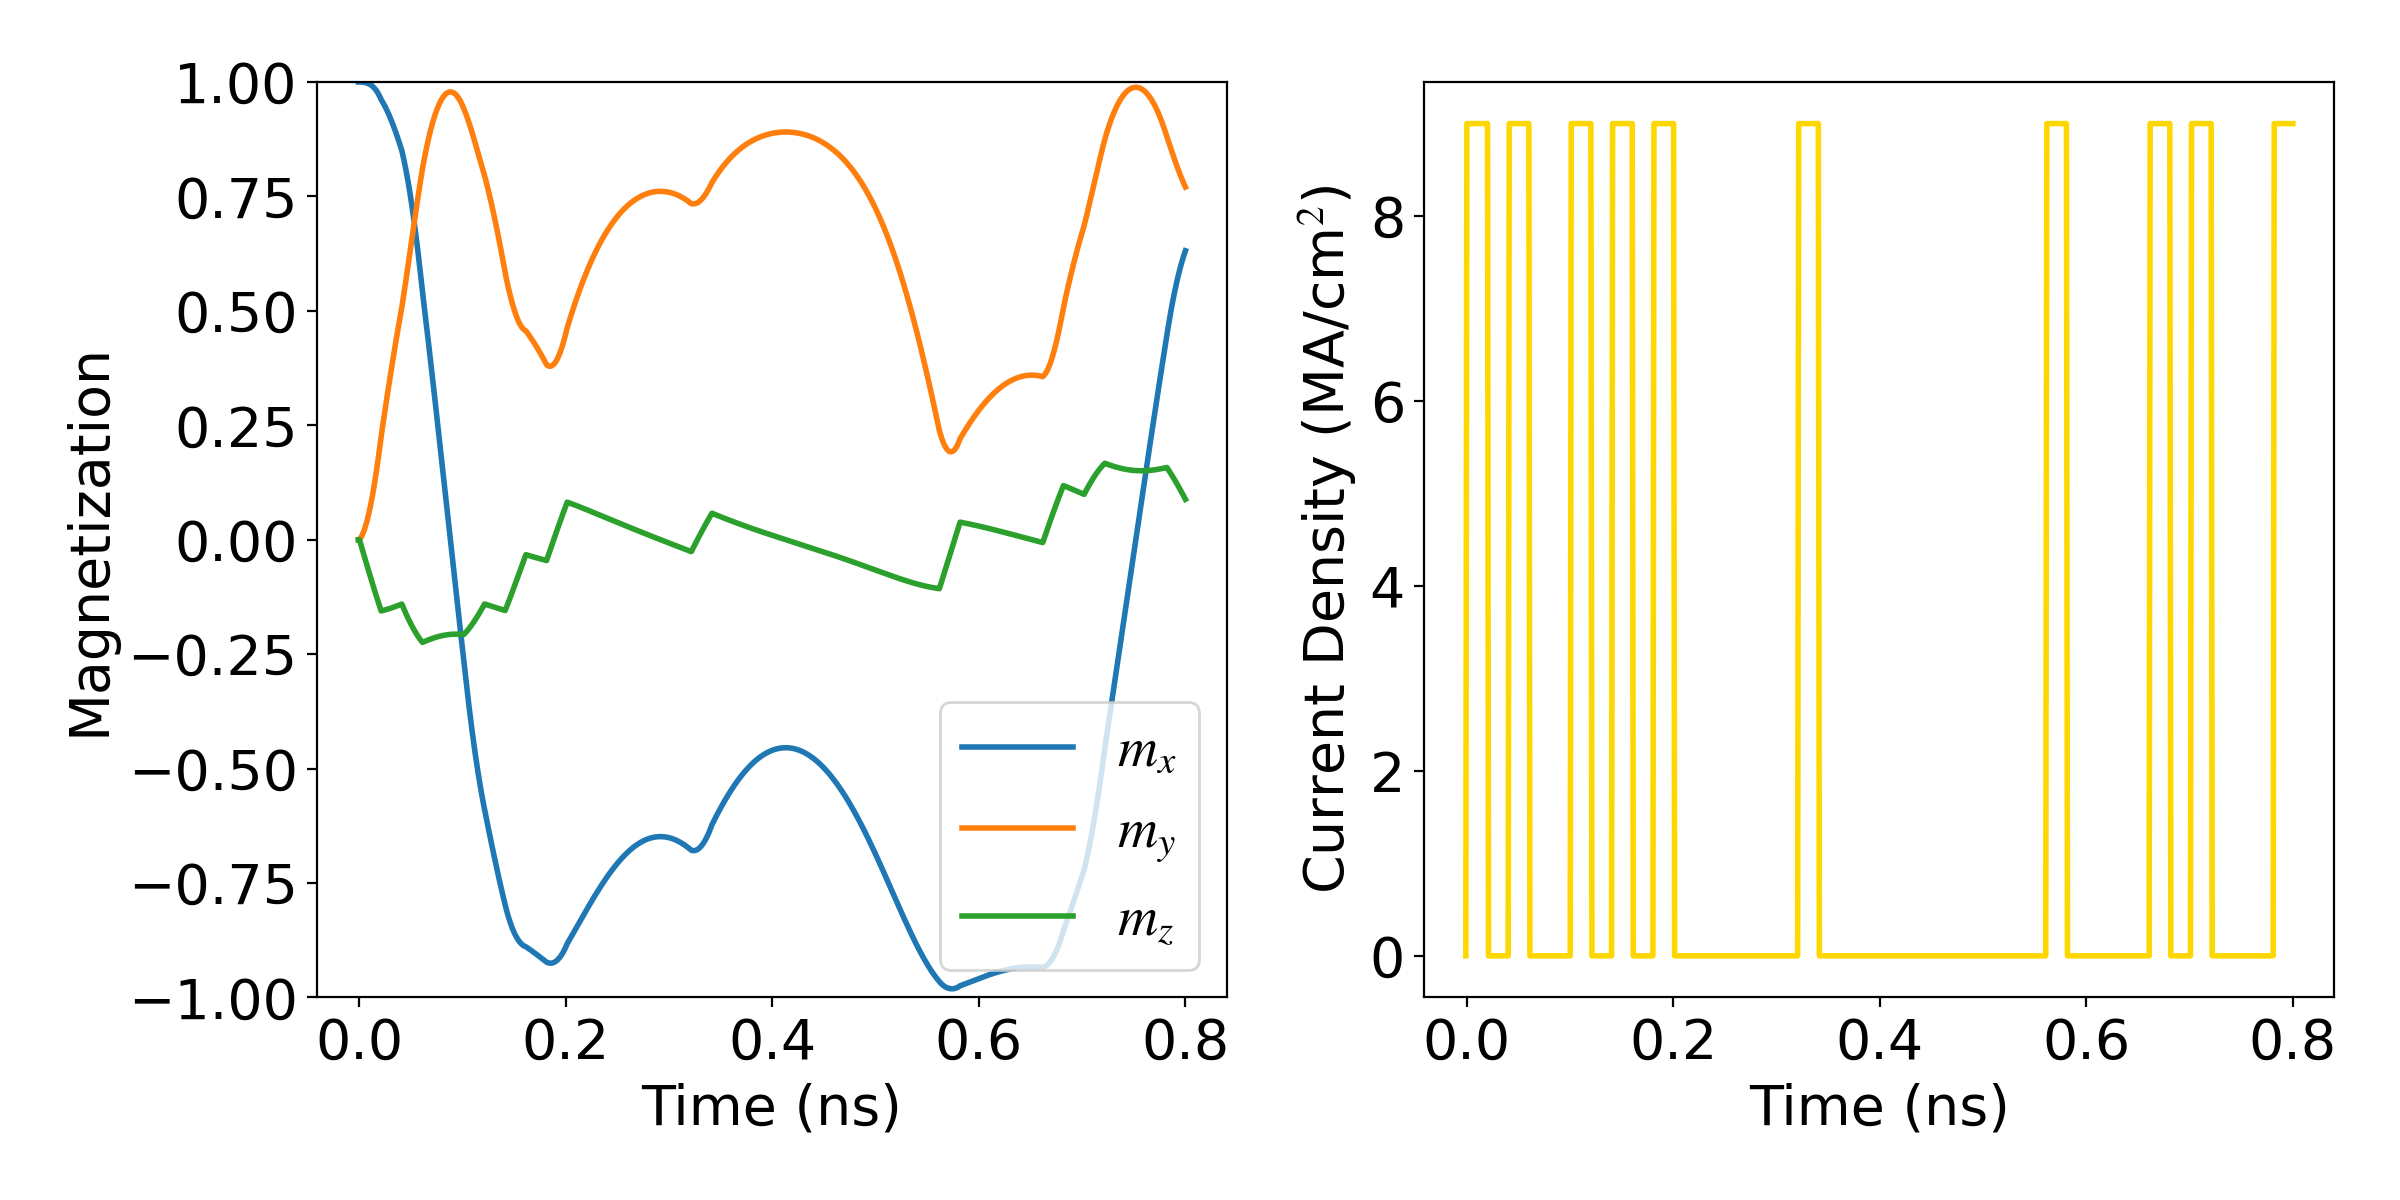 Magnetization
1.00
0.75
0.50
0.25
0.00
−0.25
−0.50
−0.75
−1.00
0.0 0.2 0.4 0.6 0.8
Time (ns)
m_x
m_y
m_z
Current Density (MA/cm²)
8
6
4
2
0
0.0 0.2 0.4 0.6 0.8
Time (ns)